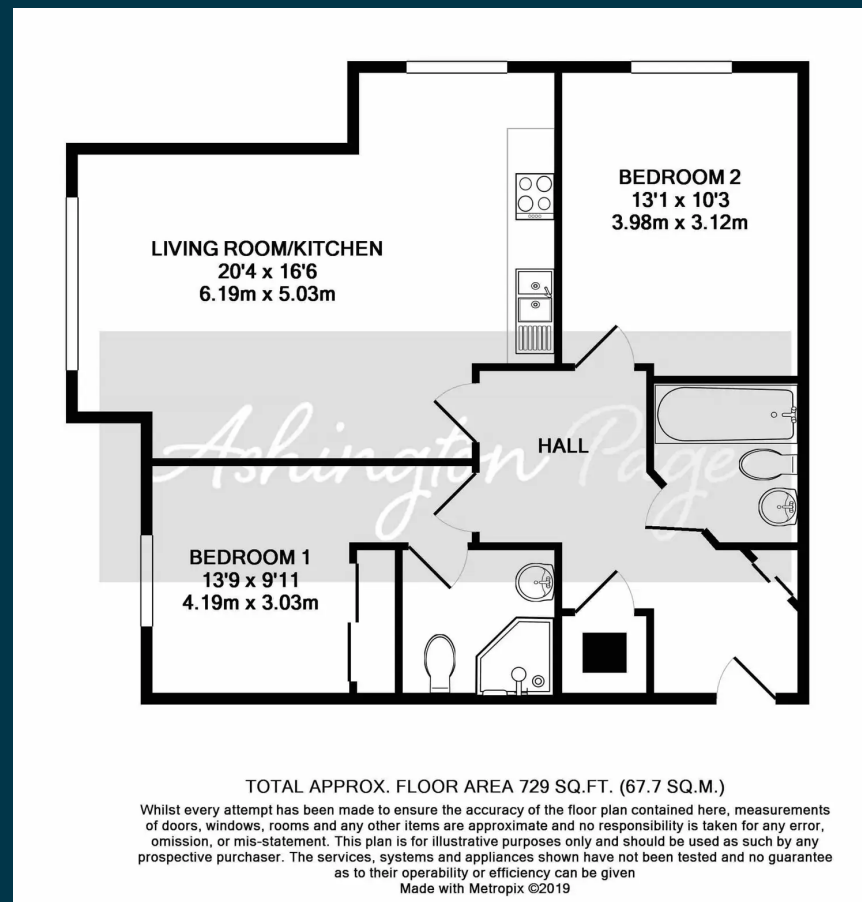 LIVING ROOM/KITCHEN
20'4 x 16'6
6.19m x 5.03m
BEDROOM 2
13'1 x 10'3
3.98m x 3.12m
HALL
Ashington Page
BEDROOM 1
13'9 x 9'11
4.19m x 3.03m
TOTAL APPROX. FLOOR AREA 729 SQ.FT. (67.7 SQ.M.)
Whilst every attempt has been made to ensure the accuracy of the floor plan contained here, measurements
of doors, windows, rooms and any other items are approximate and no responsibility is taken for any error,
omission, or mis-statement. This plan is for illustrative purposes only and should be used as such by any
prospective purchaser. The services, systems and appliances shown have not been tested and no guarantee
as to their operability or efficiency can be given
Made with Metropix ©2019